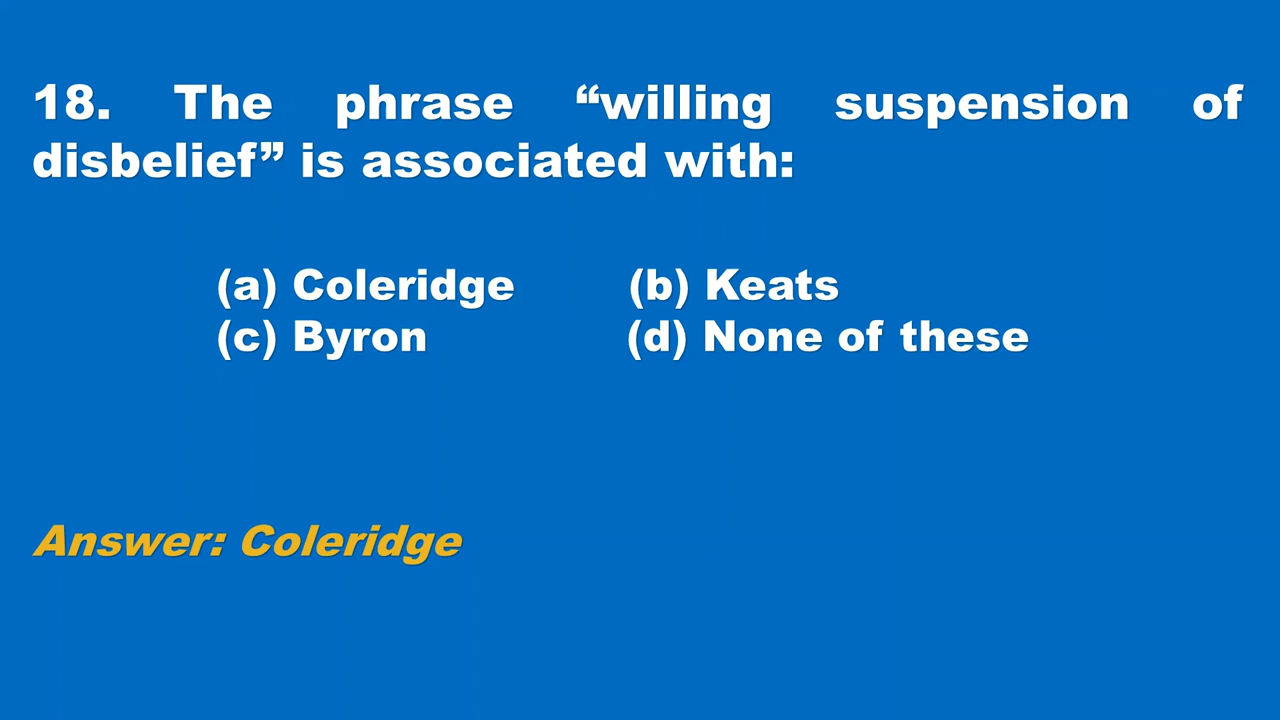 18. The phrase “willing suspension of
disbelief” is associated with:
(a) Coleridge (b) Keats
(c) Byron (d) None of these
Answer: Coleridge